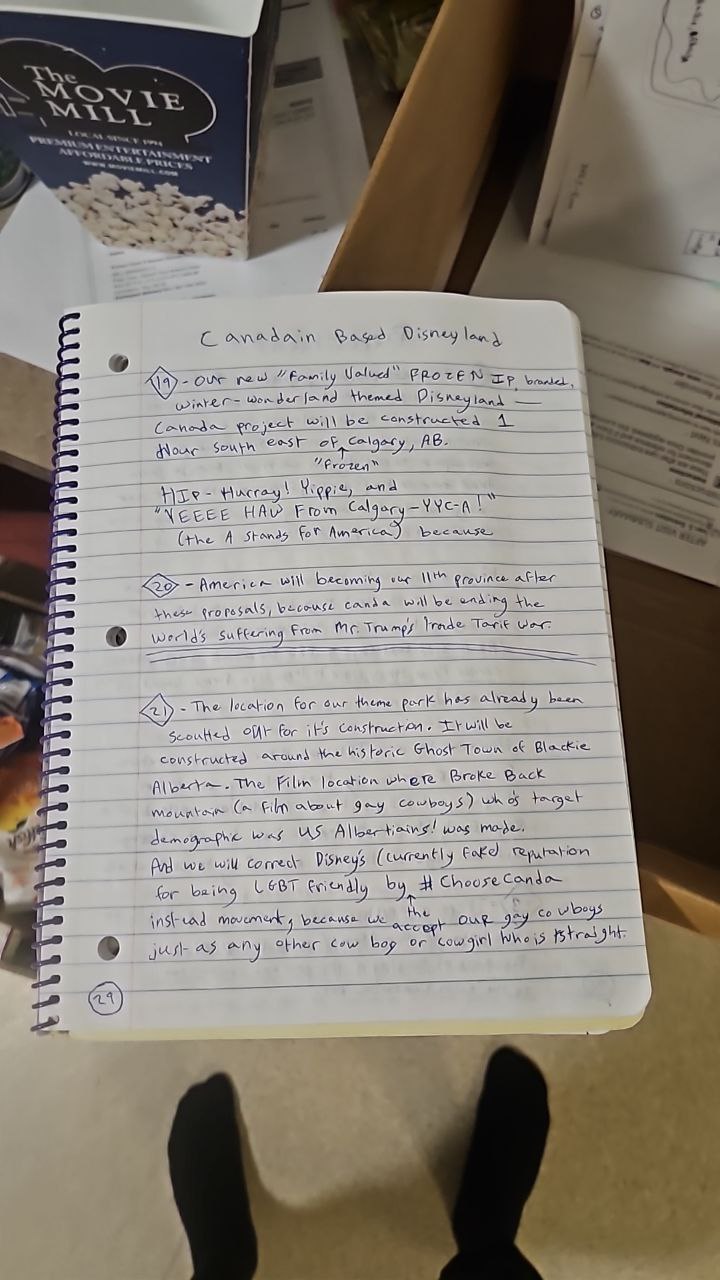 The
MOVIE
MILL
LOCAL SINCE 1994
PREMIUM ENTERTAINMENT
AFFORDABLE PRICES
WWW.MOVIEMILL.COM
Canadain Based Disneyland
19 - Our new "Family Valued" FROZEN IP, branded,
winter-wonderland themed Disneyland —
Canada project will be constructed 1
Hour south east of Calgary, AB.
"frozen"
HIP-Hurray! Yippie, and
"YEEEE HAW From Calgary-YYC-A!"
(the A stands for America) because
20 - America will becoming our 11th province after
these proposals, because canda will be ending the
World's suffering from Mr. Trump's trade Tarif war.
21 - The location for our theme park has already been
scoutted out for it's construction. It will be
constructed around the historic Ghost Town of Blackie
Alberta. The Film location where Broke Back
mountain (a film about gay cowboys) who's target
demographic was US Albertiains! was made.
And we will correct Disney's (currently fake) reputation
for being LGBT friendly by # ChooseCanda
the
instead movement, because we accept our gay cowboys
just as any other cow boy or cowgirl who is straight.
29
AFTER VISIT SUMMARY